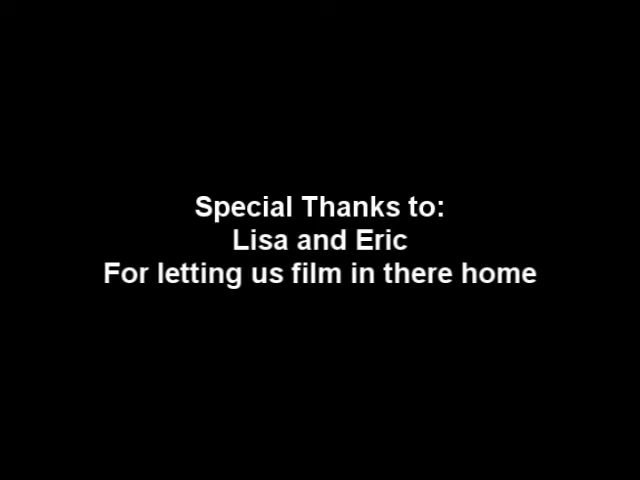 Special Thanks to:
Lisa and Eric
For letting us film in there home